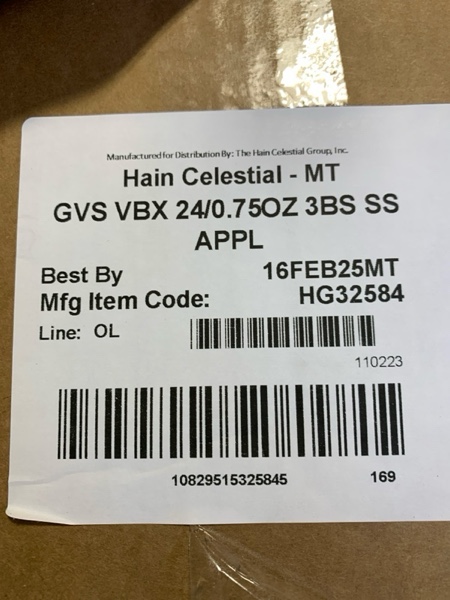 Manufactured for Distribution By: The Hain Celestial Group, Inc.
Hain Celestial - MT
GVS VBX 24/0.75OZ 3BS SS
APPL
Best By 16FEB25MT
Mfg Item Code: HG32584
Line: OL
110223
10829515325845 169